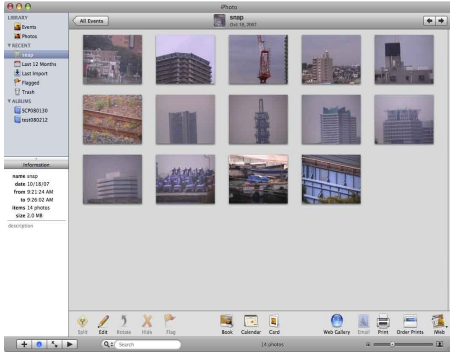 iPhoto
LIBRARY
Events
Photos
RECENT
snap
Last 12 Months
Last Import
Flagged
Trash
ALBUMS
SCP080130
test080212
All Events
snap
Oct 18, 2007
Information
name snap
date 10/18/07
from 9:21:24 AM
to 9:26:02 AM
items 14 photos
size 2.0 MB
description
Split
Edit
Rotate
Hide
Flag
Book
Calendar
Card
Web Gallery
Email
Print
Order Prints
iWeb
Search
14 photos